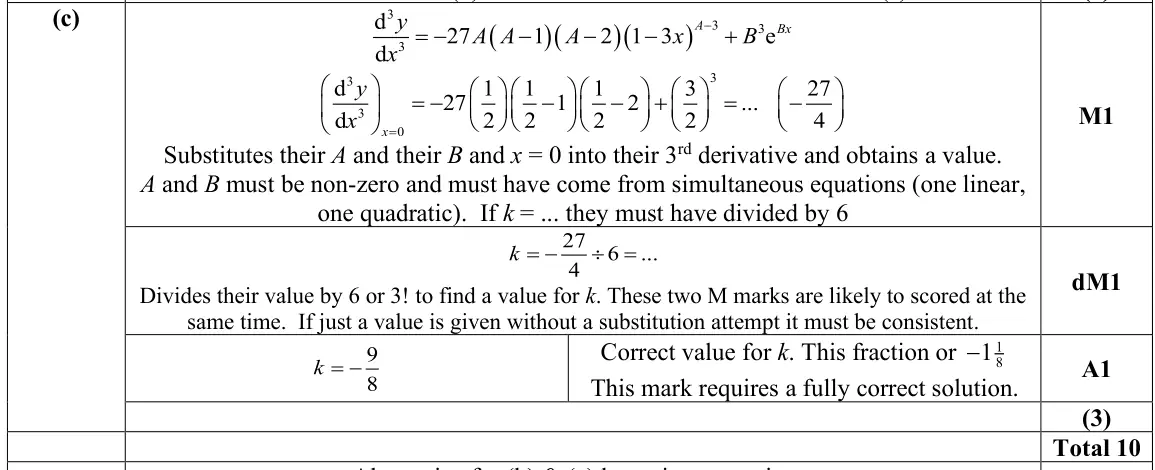 (c)
d³y/dx³ = −27A(A−1)(A−2)(1−3x)^(A−3) + B³e^(Bx)
(d³y/dx³)ₓ₌₀ = −27(1/2)(1/2 −1)(1/2 −2)+(3/2)³ = ... (−27/4)
Substitutes their A and their B and x = 0 into their 3rd derivative and obtains a value.
A and B must be non-zero and must have come from simultaneous equations (one linear,
one quadratic). If k = ... they must have divided by 6
M1
k = −27/4 ÷ 6 = ...
Divides their value by 6 or 3! to find a value for k. These two M marks are likely to scored at the
same time. If just a value is given without a substitution attempt it must be consistent.
dM1
k = −9/8
Correct value for k. This fraction or −1 1/8
This mark requires a fully correct solution.
A1
(3)
Total 10